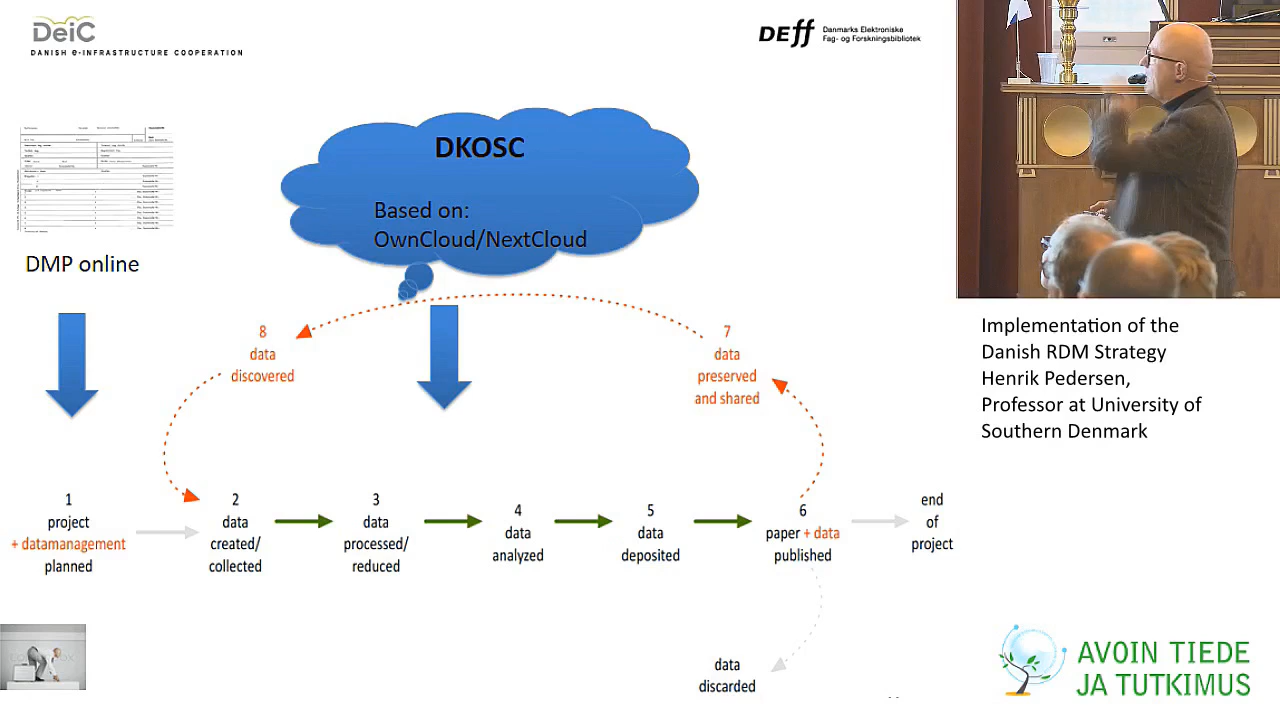 DeiC
DANISH e-INFRASTRUCTURE COOPERATION
DEff
Danmarks Elektroniske
Fag- og Forskningsbibliotek
DKOSC
Based on:
OwnCloud/NextCloud
DMP online
8
data
discovered
7
data
preserved
and shared
1
project
+ datamanagement
planned
2
data
created/
collected
3
data
processed/
reduced
4
data
analyzed
5
data
deposited
6
paper + data
published
end
of
project
data
discarded
Implementation of the
Danish RDM Strategy
Henrik Pedersen,
Professor at University of
Southern Denmark
AVOIN TIEDE
JA TUTKIMUS